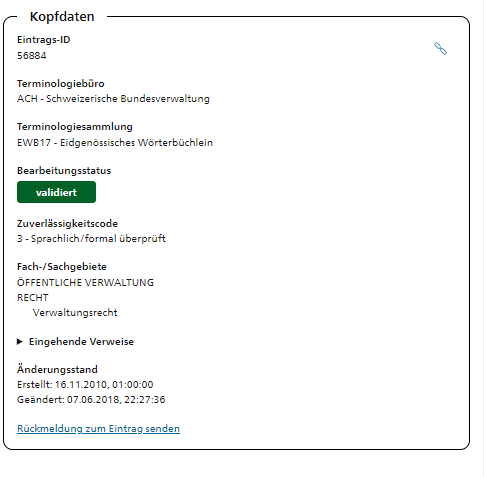 Kopfdaten
Eintrags-ID
56884
Terminologiebüro
ACH - Schweizerische Bundesverwaltung
Terminologiesammlung
EWB17 - Eidgenössisches Wörterbüchlein
Bearbeitungsstatus
validiert
Zuverlässigkeitscode
3 - Sprachlich/formal überprüft
Fach-/Sachgebiete
ÖFFENTLICHE VERWALTUNG
RECHT
Verwaltungsrecht
Eingehende Verweise
Änderungsstand
Erstellt: 16.11.2010, 01:00:00
Geändert: 07.06.2018, 22:27:36
Rückmeldung zum Eintrag senden